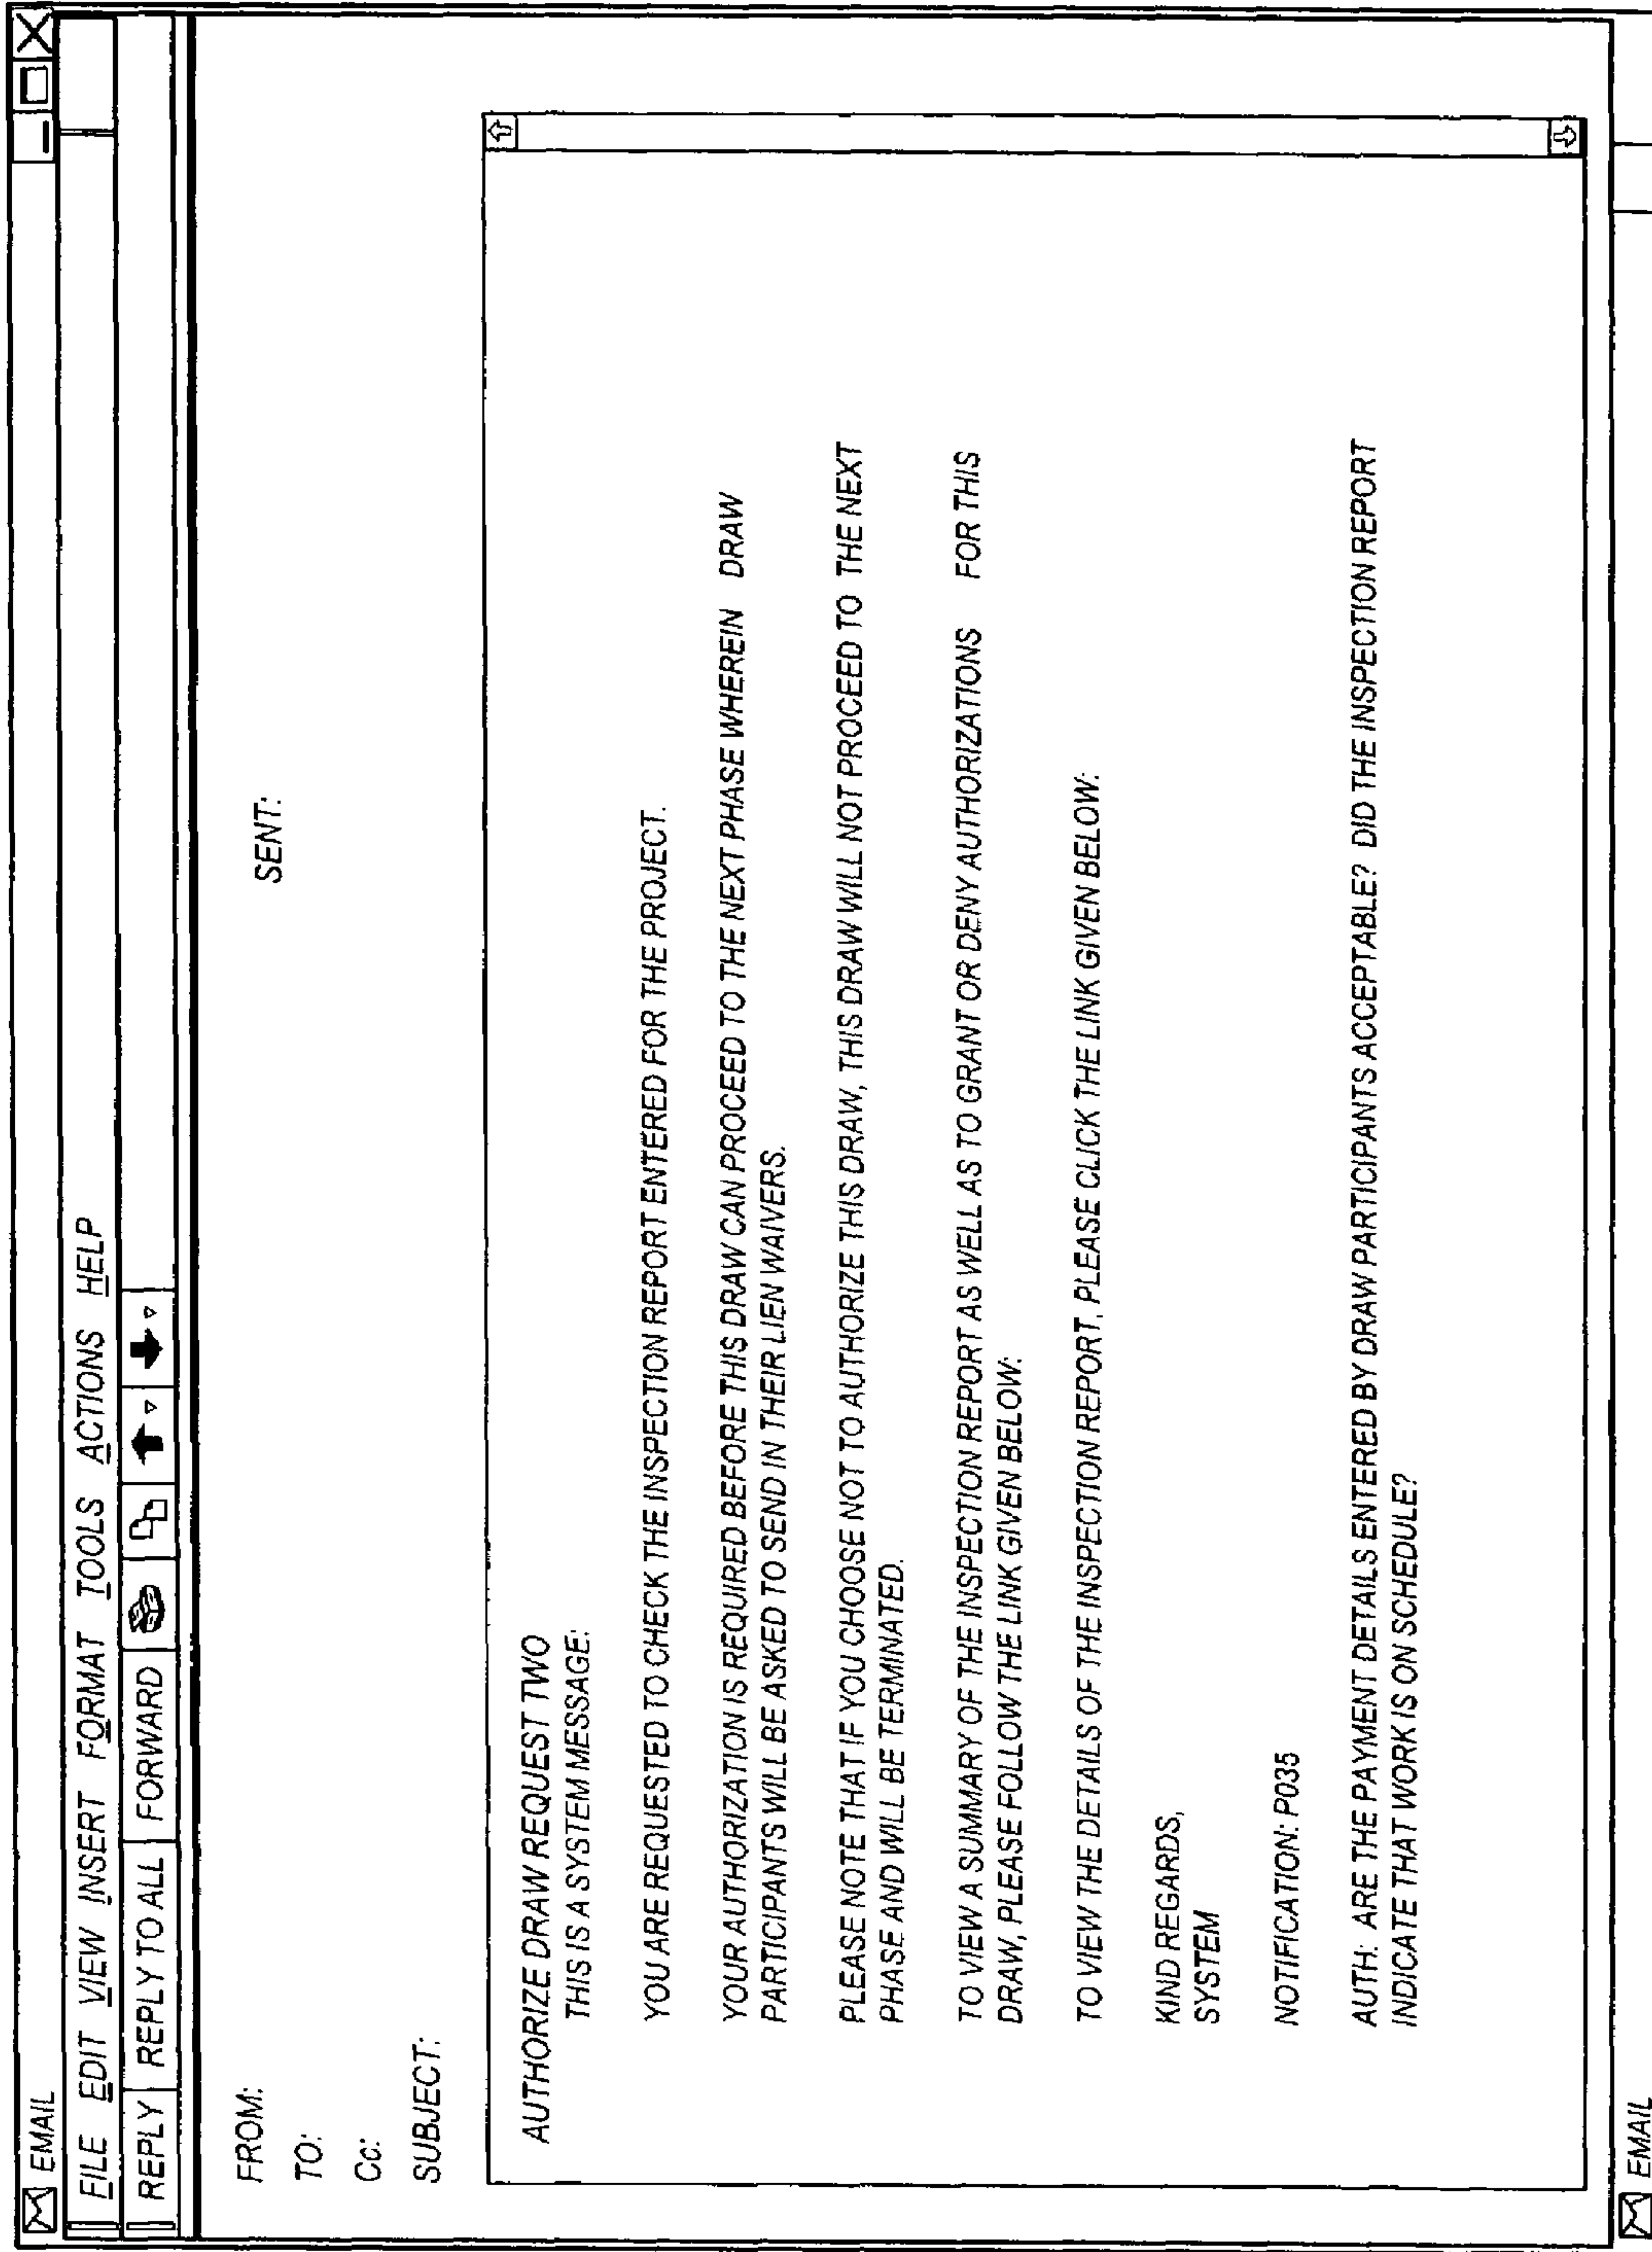 EMAIL
FILE EDIT VIEW INSERT FORMAT TOOLS ACTIONS HELP
REPLY REPLY TO ALL FORWARD
FROM:
SENT:
TO:
Cc:
SUBJECT:
AUTHORIZE DRAW REQUEST TWO
THIS IS A SYSTEM MESSAGE:
YOU ARE REQUESTED TO CHECK THE INSPECTION REPORT ENTERED FOR THE PROJECT.
YOUR AUTHORIZATION IS REQUIRED BEFORE THIS DRAW CAN PROCEED TO THE NEXT PHASE WHEREIN DRAW
PARTICIPANTS WILL BE ASKED TO SEND IN THEIR LIEN WAIVERS.
PLEASE NOTE THAT IF YOU CHOOSE NOT TO AUTHORIZE THIS DRAW, THIS DRAW WILL NOT PROCEED TO THE NEXT
PHASE AND WILL BE TERMINATED.
TO VIEW A SUMMARY OF THE INSPECTION REPORT AS WELL AS TO GRANT OR DENY AUTHORIZATIONS FOR THIS
DRAW, PLEASE FOLLOW THE LINK GIVEN BELOW:
TO VIEW THE DETAILS OF THE INSPECTION REPORT, PLEASE CLICK THE LINK GIVEN BELOW:
KIND REGARDS,
SYSTEM
NOTIFICATION: P035
AUTH: ARE THE PAYMENT DETAILS ENTERED BY DRAW PARTICIPANTS ACCEPTABLE? DID THE INSPECTION REPORT
INDICATE THAT WORK IS ON SCHEDULE?
EMAIL